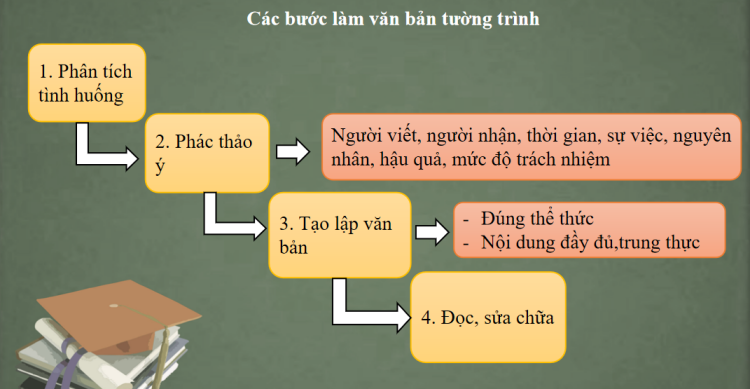 Các bước làm văn bản tường trình
1. Phân tích
tình huống
2. Phác thảo
ý
Người viết, người nhận, thời gian, sự việc, nguyên
nhân, hậu quả, mức độ trách nhiệm
3. Tạo lập văn
bản
- Đúng thể thức
- Nội dung đầy đủ,trung thực
4. Đọc, sửa chữa